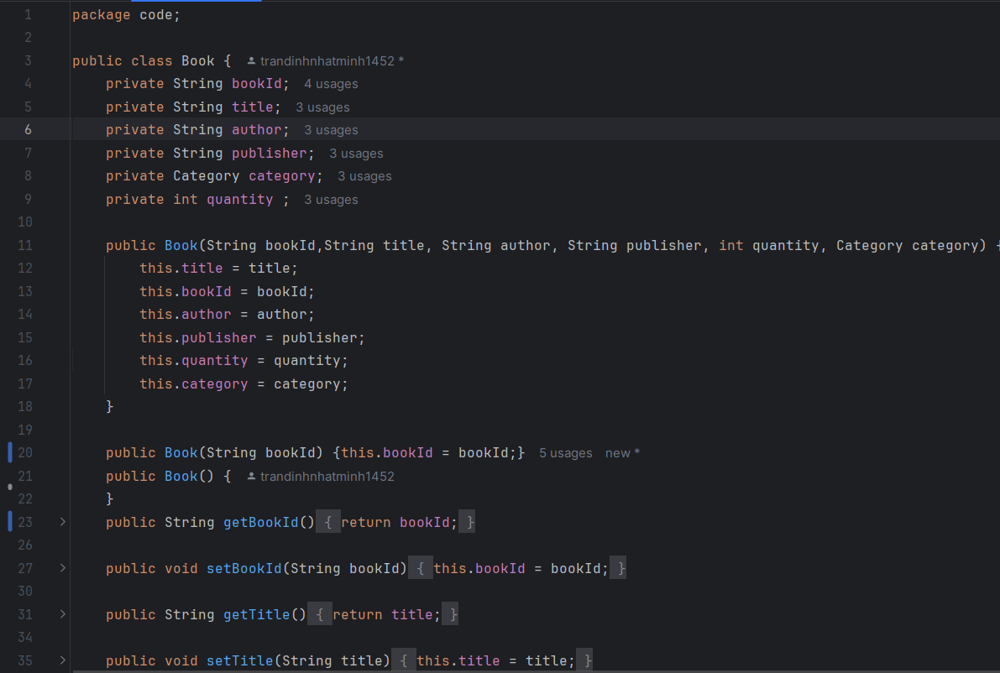 1 package code;
2
3 public class Book { trandinhnhatminh1452 *
4 private String bookId; 4 usages
5 private String title; 3 usages
6 private String author; 3 usages
7 private String publisher; 3 usages
8 private Category category; 3 usages
9 private int quantity ; 3 usages
10
11 public Book(String bookId,String title, String author, String publisher, int quantity, Category category) {
12 this.title = title;
13 this.bookId = bookId;
14 this.author = author;
15 this.publisher = publisher;
16 this.quantity = quantity;
17 this.category = category;
18 }
19
20 public Book(String bookId) {this.bookId = bookId;} 5 usages new *
21 public Book() { trandinhnhatminh1452
22 }
23 public String getBookId() { return bookId; }
26
27 public void setBookId(String bookId) { this.bookId = bookId; }
30
31 public String getTitle() { return title; }
34
35 public void setTitle(String title) { this.title = title; }